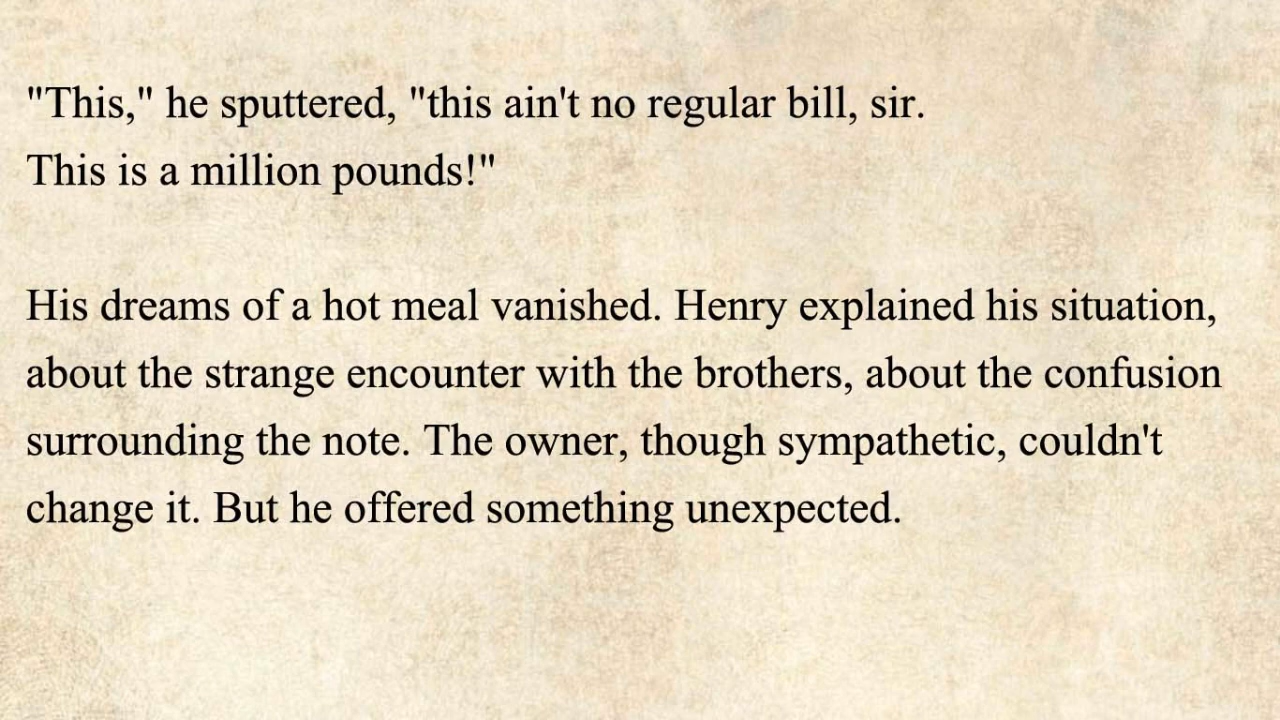 "This," he sputtered, "this ain't no regular bill, sir.
This is a million pounds!"
His dreams of a hot meal vanished. Henry explained his situation,
about the strange encounter with the brothers, about the confusion
surrounding the note. The owner, though sympathetic, couldn't
change it. But he offered something unexpected.